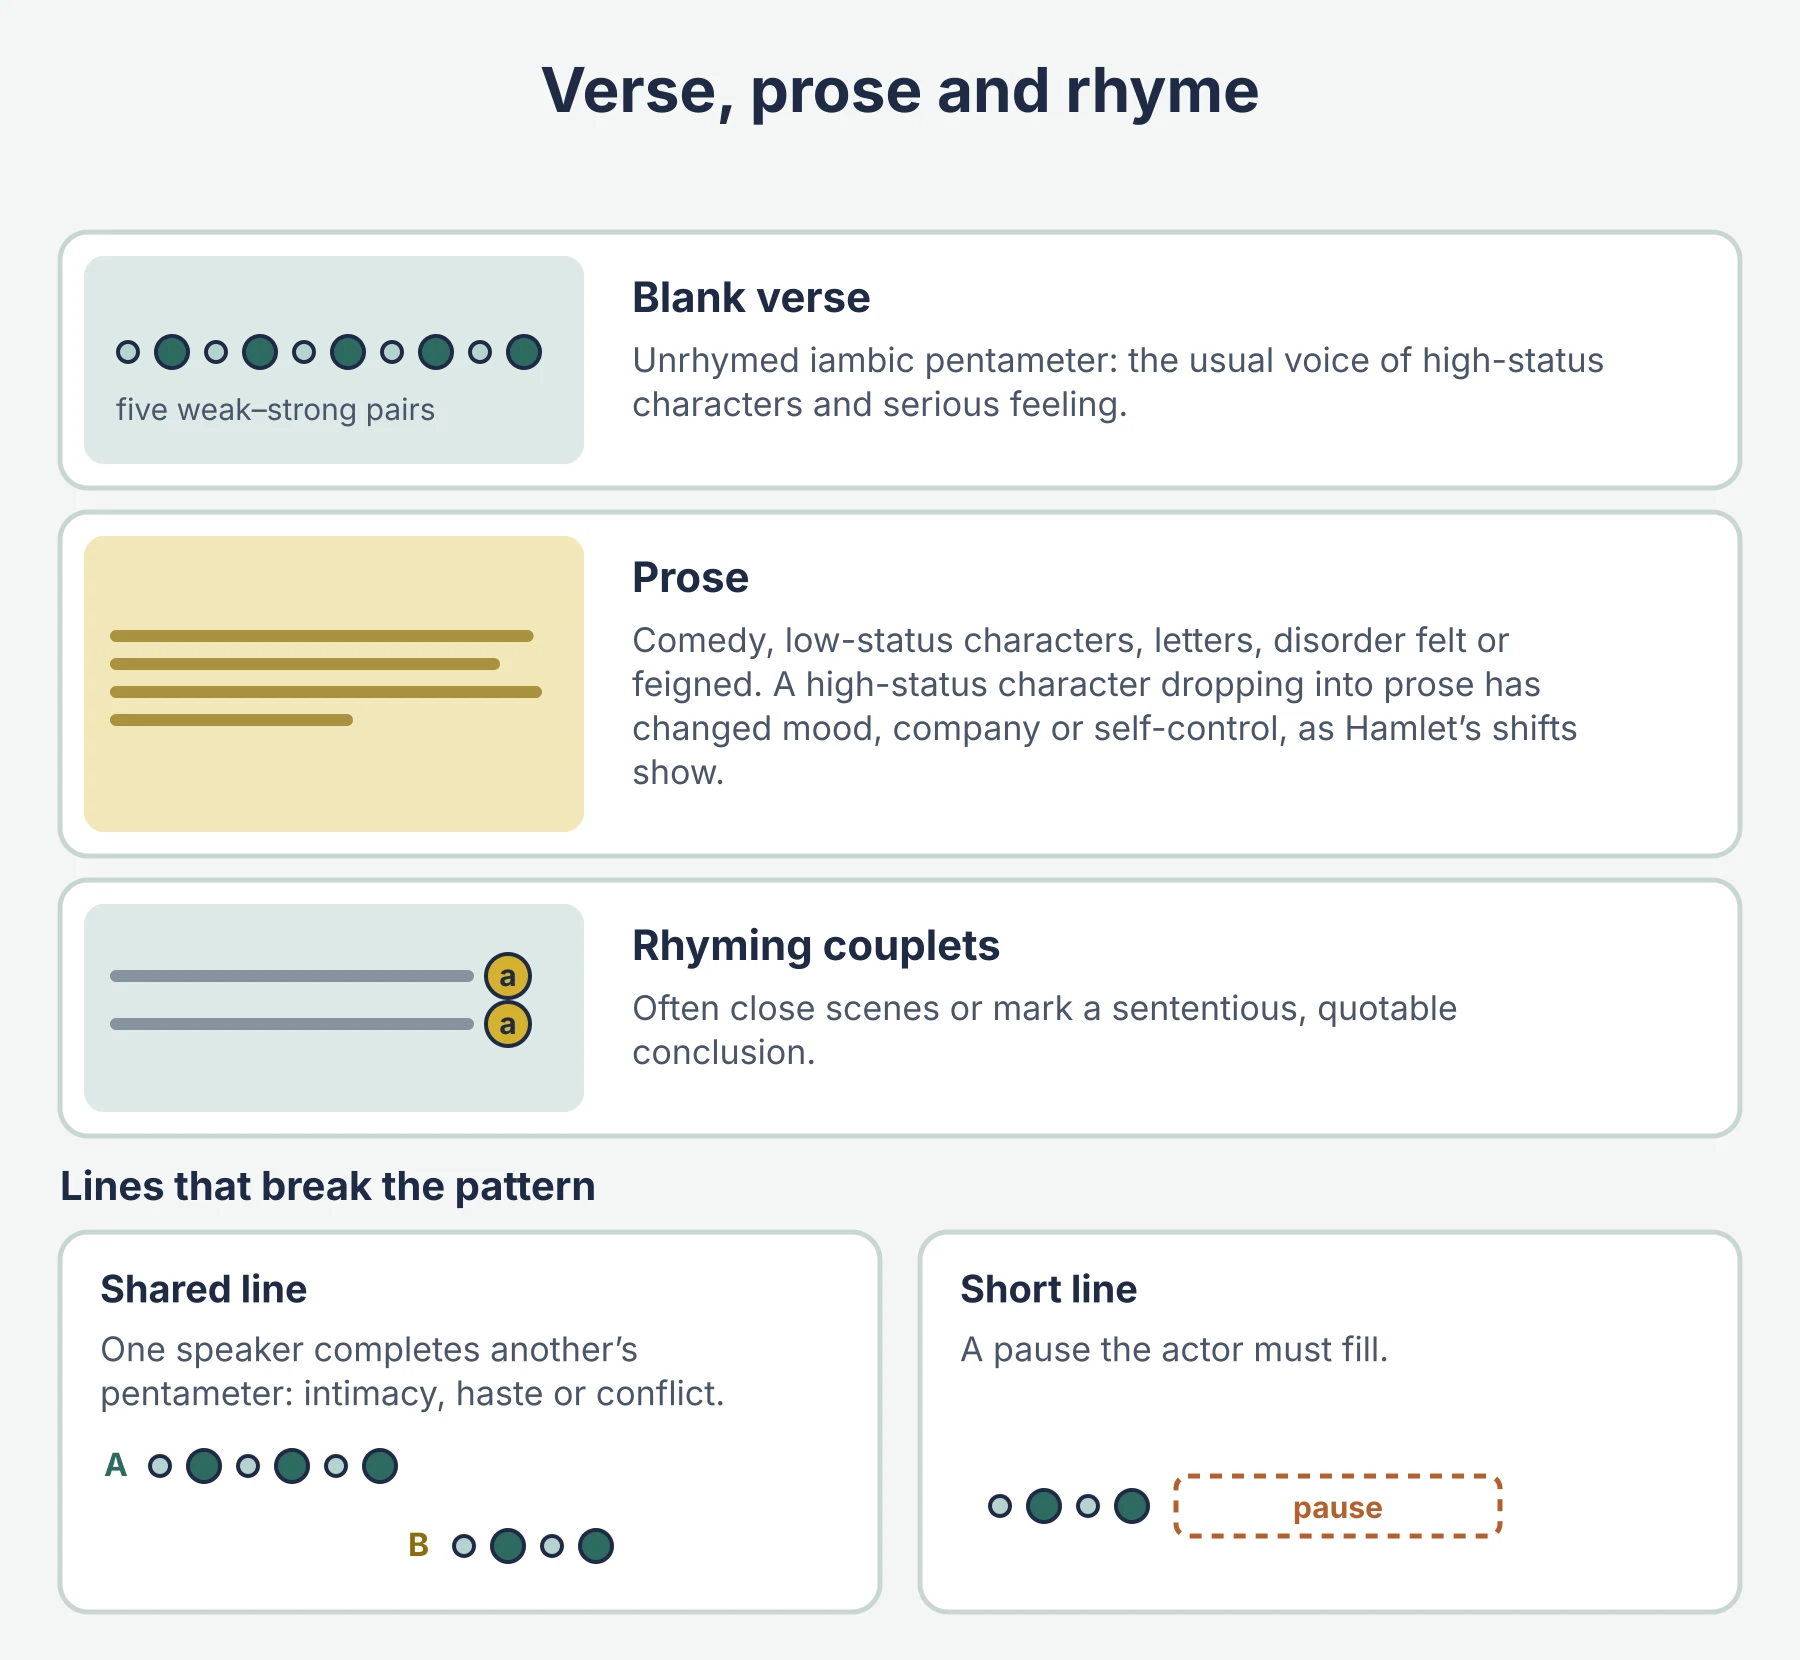 Verse, prose and rhyme
five weak–strong pairs
Blank verse
Unrhymed iambic pentameter: the usual voice of high-status
characters and serious feeling.
Prose
Comedy, low-status characters, letters, disorder felt or
feigned. A high-status character dropping into prose has
changed mood, company or self-control, as Hamlet’s shifts
show.
a
a
Rhyming couplets
Often close scenes or mark a sententious, quotable
conclusion.
Lines that break the pattern
Shared line
One speaker completes another’s
pentameter: intimacy, haste or conflict.
A
B
Short line
A pause the actor must fill.
pause